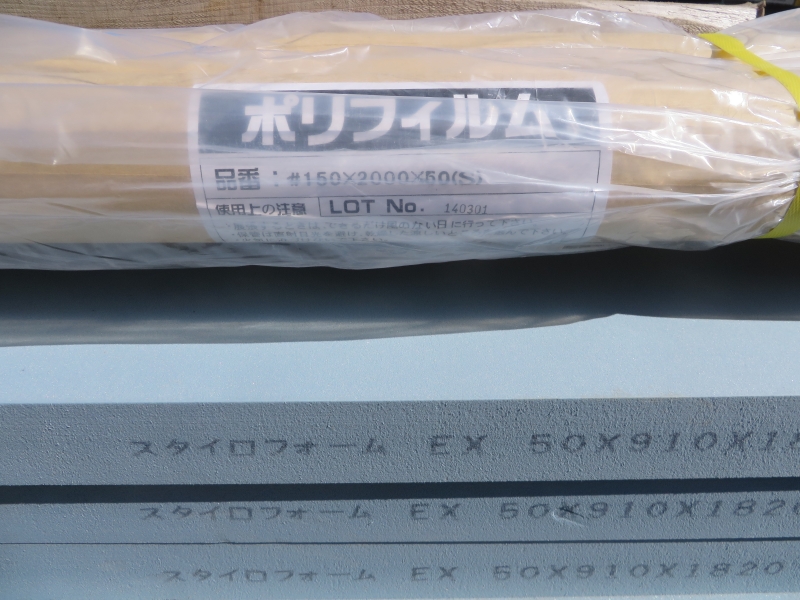 ポリフィルム
品番：#150×2000×50(S)
使用上の注意 LOT No. 140301
スタイロフォーム EX 50X910X18
スタイロフォーム EX 50X910X1820
スタイロフォーム EX 50X910X1820